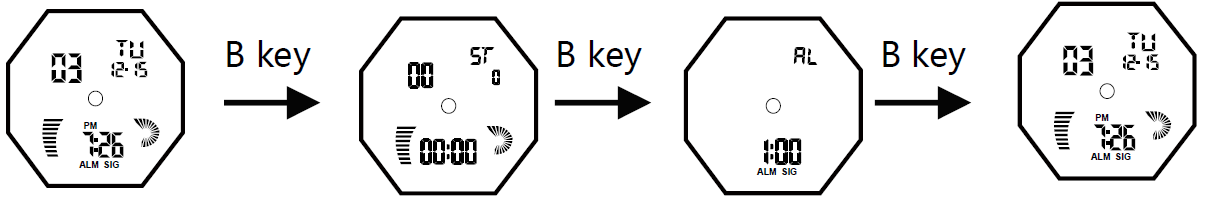 TU
03 12-15
PM
7:26
ALM SIG
B key
ST
00 0
00:00
B key
AL
1:00
ALM SIG
B key
TU
03 12-15
PM
7:26
ALM SIG